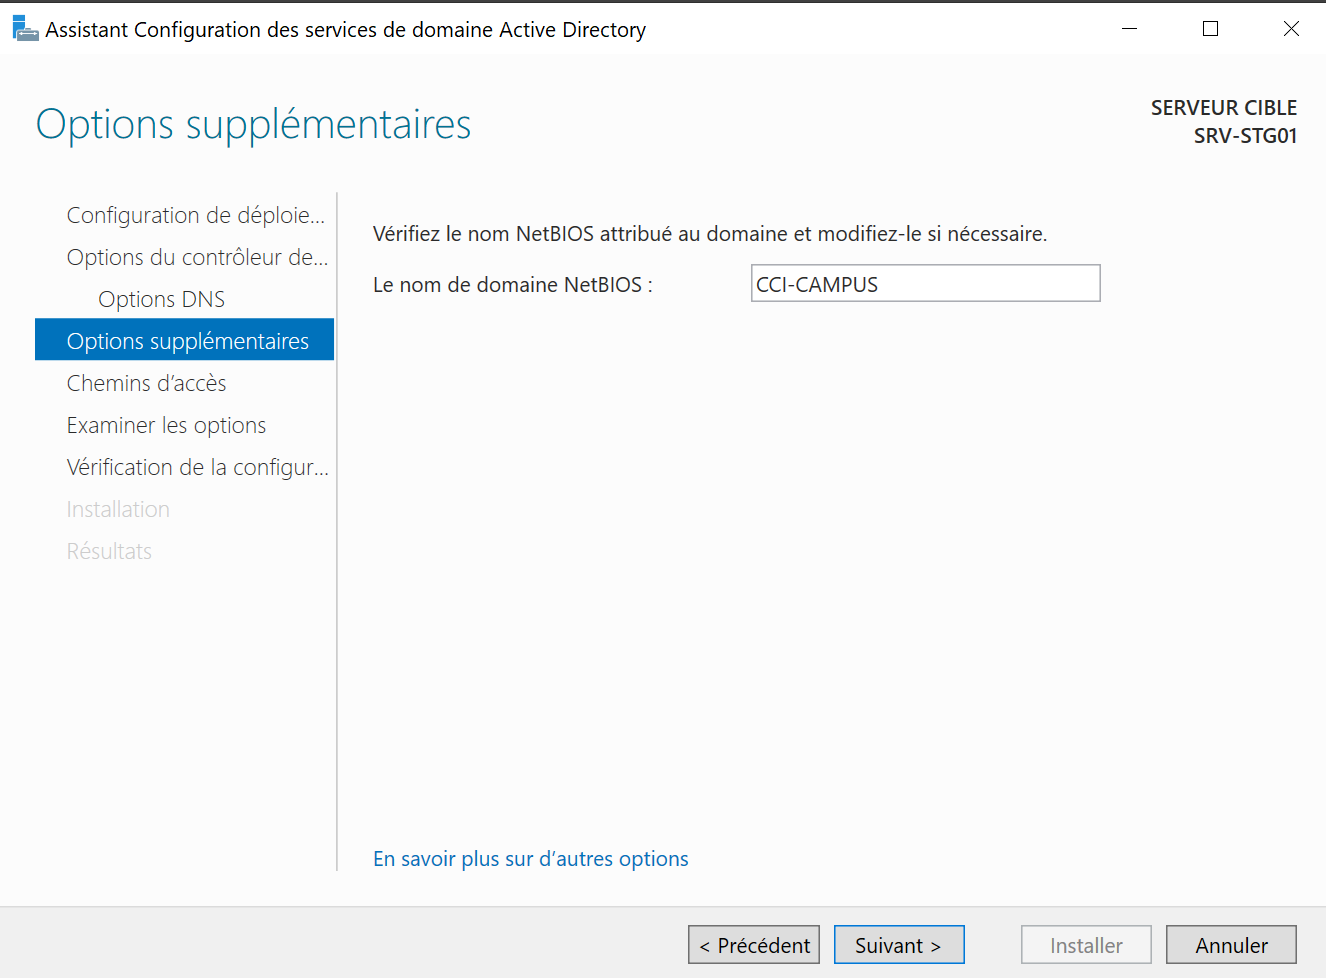 Assistant Configuration des services de domaine Active Directory
Options supplémentaires
SERVEUR CIBLE
SRV-STG01
Configuration de déploie...
Options du contrôleur de...
Options DNS
Options supplémentaires
Chemins d’accès
Examiner les options
Vérification de la configur...
Installation
Résultats
Vérifiez le nom NetBIOS attribué au domaine et modifiez-le si nécessaire.
Le nom de domaine NetBIOS : CCI-CAMPUS
En savoir plus sur d’autres options
< Précédent Suivant > Installer Annuler